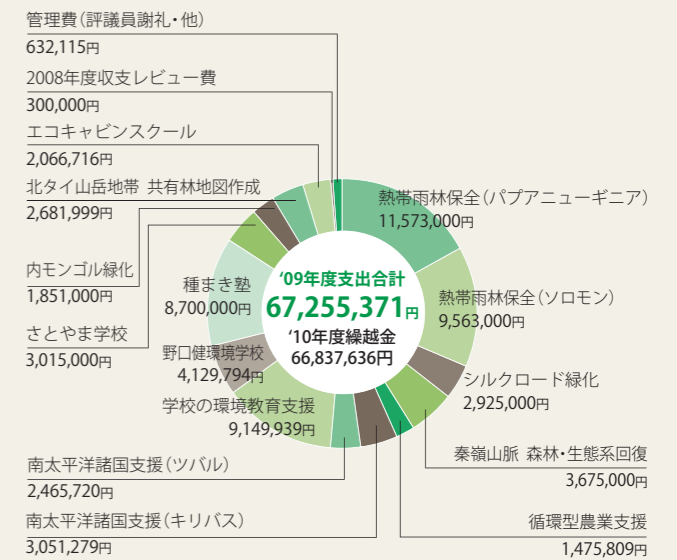 管理費（評議員謝礼・他）
632,115円
2008年度収支レビュー費
300,000円
エコキャビンスクール
2,066,716円
北タイ山岳地帯 共有林地図作成
2,681,999円
内モンゴル緑化
1,851,000円
さとやま学校
3,015,000円
種まき塾
8,700,000円
野口健環境学校
4,129,794円
学校の環境教育支援
9,149,939円
南太平洋諸国支援（ツバル）
2,465,720円
南太平洋諸国支援（キリバス）
3,051,279円
‘09年度支出合計
67,255,371円
‘10年度繰越金
66,837,636円
熱帯雨林保全（パプアニューギニア）
11,573,000円
熱帯雨林保全（ソロモン）
9,563,000円
シルクロード緑化
2,925,000円
秦嶺山脈 森林・生態系回復
3,675,000円
循環型農業支援
1,475,809円